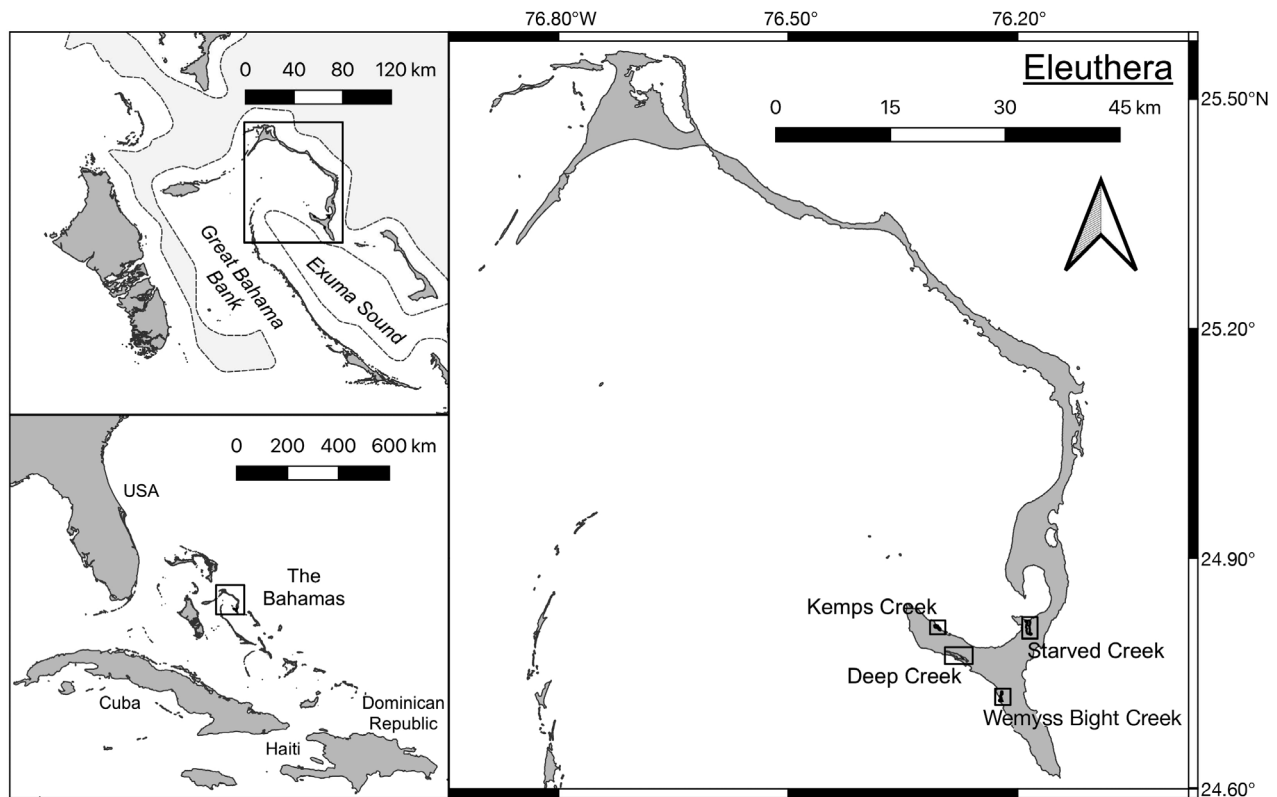 76.80°W 76.50° 76.20°
0 40 80 120 km
Great Bahama
Bank
Exuma Sound
Eleuthera
0 15 30 45 km
25.50°N
25.20°
24.90°
24.60°
Kemps Creek
Starved Creek
Deep Creek
Wemyss Bight Creek
0 200 400 600 km
USA
The
Bahamas
Cuba
Dominican
Republic
Haiti